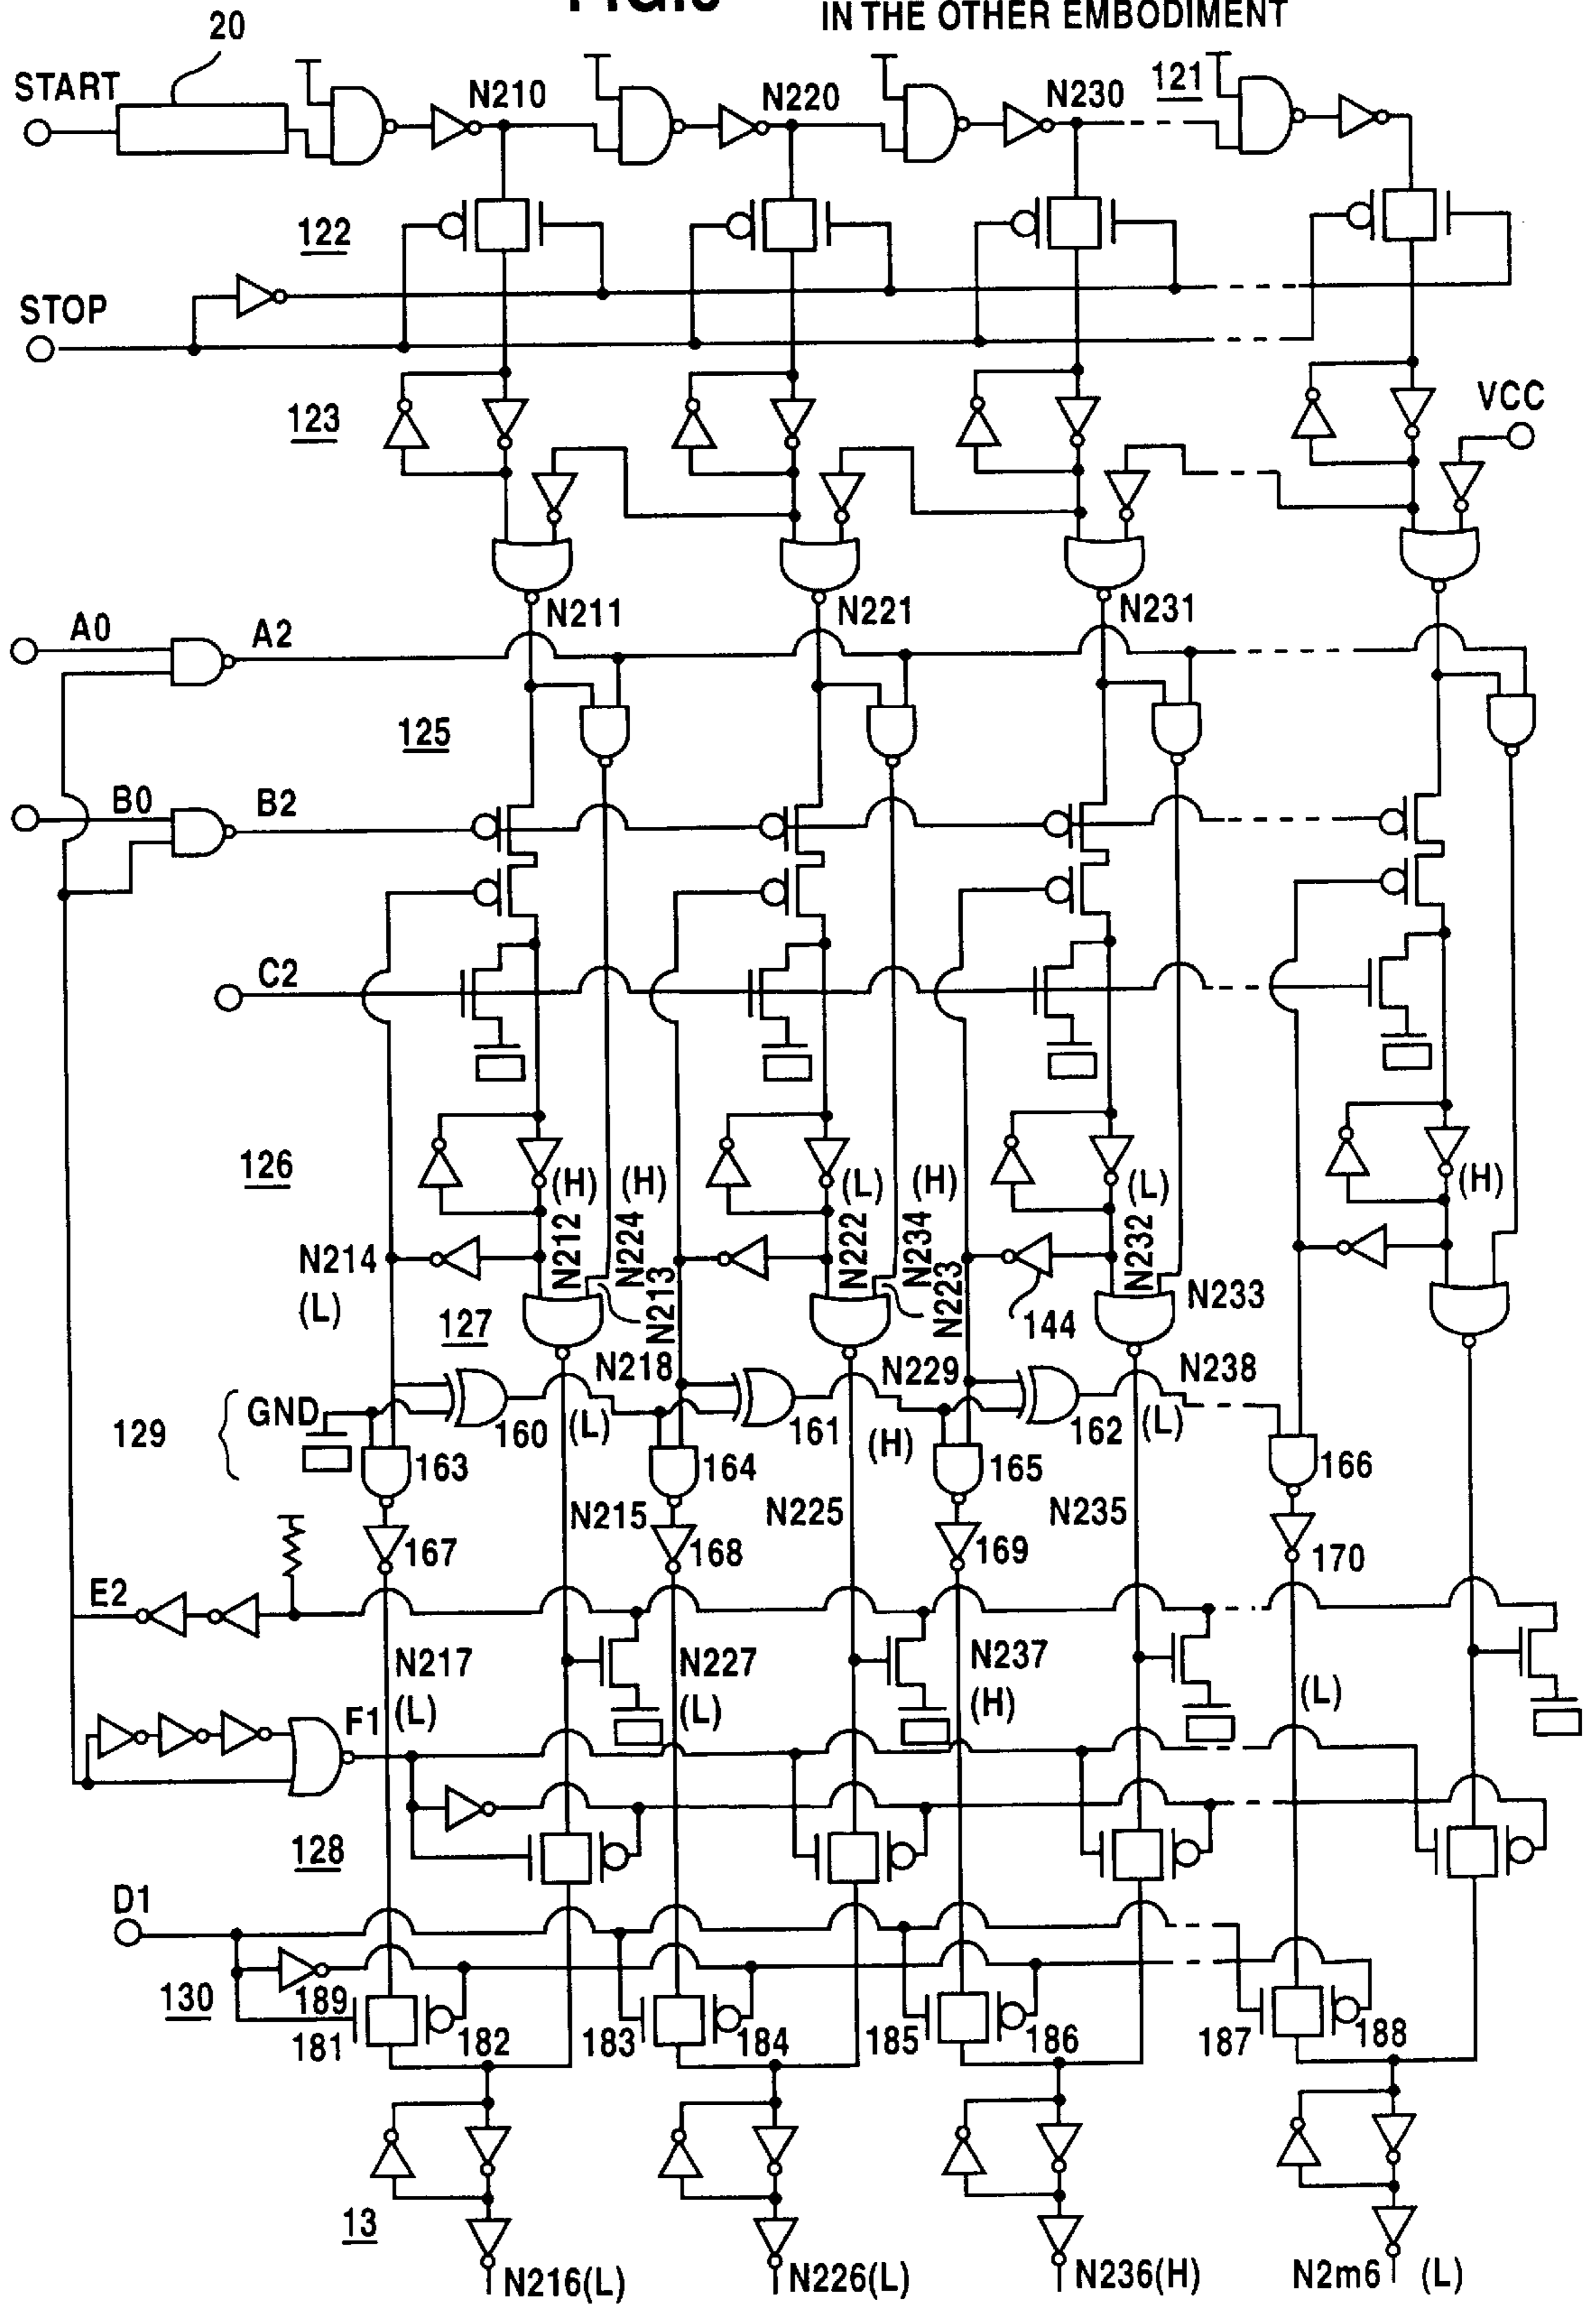 IN THE OTHER EMBODIMENT
20
START
N210
N220
N230
121
122
STOP
123
VCC
N211
N221
N231
A0
A2
125
B0
B2
C2
126
(H)
(H)
(L)
(H)
(L)
(H)
N212
N224
N222
N234
N232
N214
(L)
N213
N223
N233
127
144
N218
N229
N238
129
GND
160
(L)
161
(H)
162
(L)
163
164
165
166
N215
N225
N235
167
168
169
170
E2
N217
(L)
N227
(L)
N237
(H)
(L)
F1
128
D1
130
189
181
182
183
184
185
186
187
188
13
N216(L)
N226(L)
N236(H)
N2m6
(L)